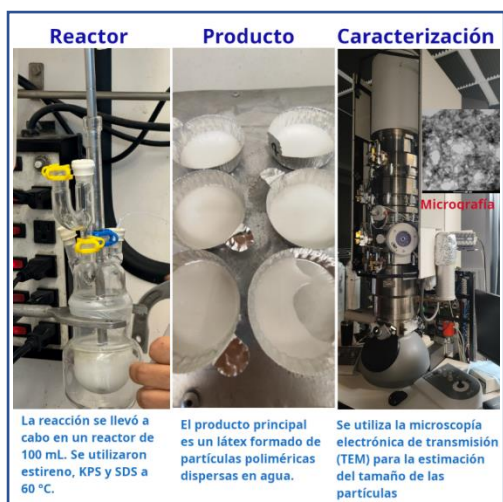 Reactor
Producto
Caracterización
Micrografía
La reacción se llevó a
cabo en un reactor de
100 mL. Se utilizaron
estireno, KPS y SDS a
60 °C.
El producto principal
es un látex formado de
partículas poliméricas
dispersas en agua.
Se utiliza la microscopía
electrónica de transmisión
(TEM) para la estimación
del tamaño de las
partículas